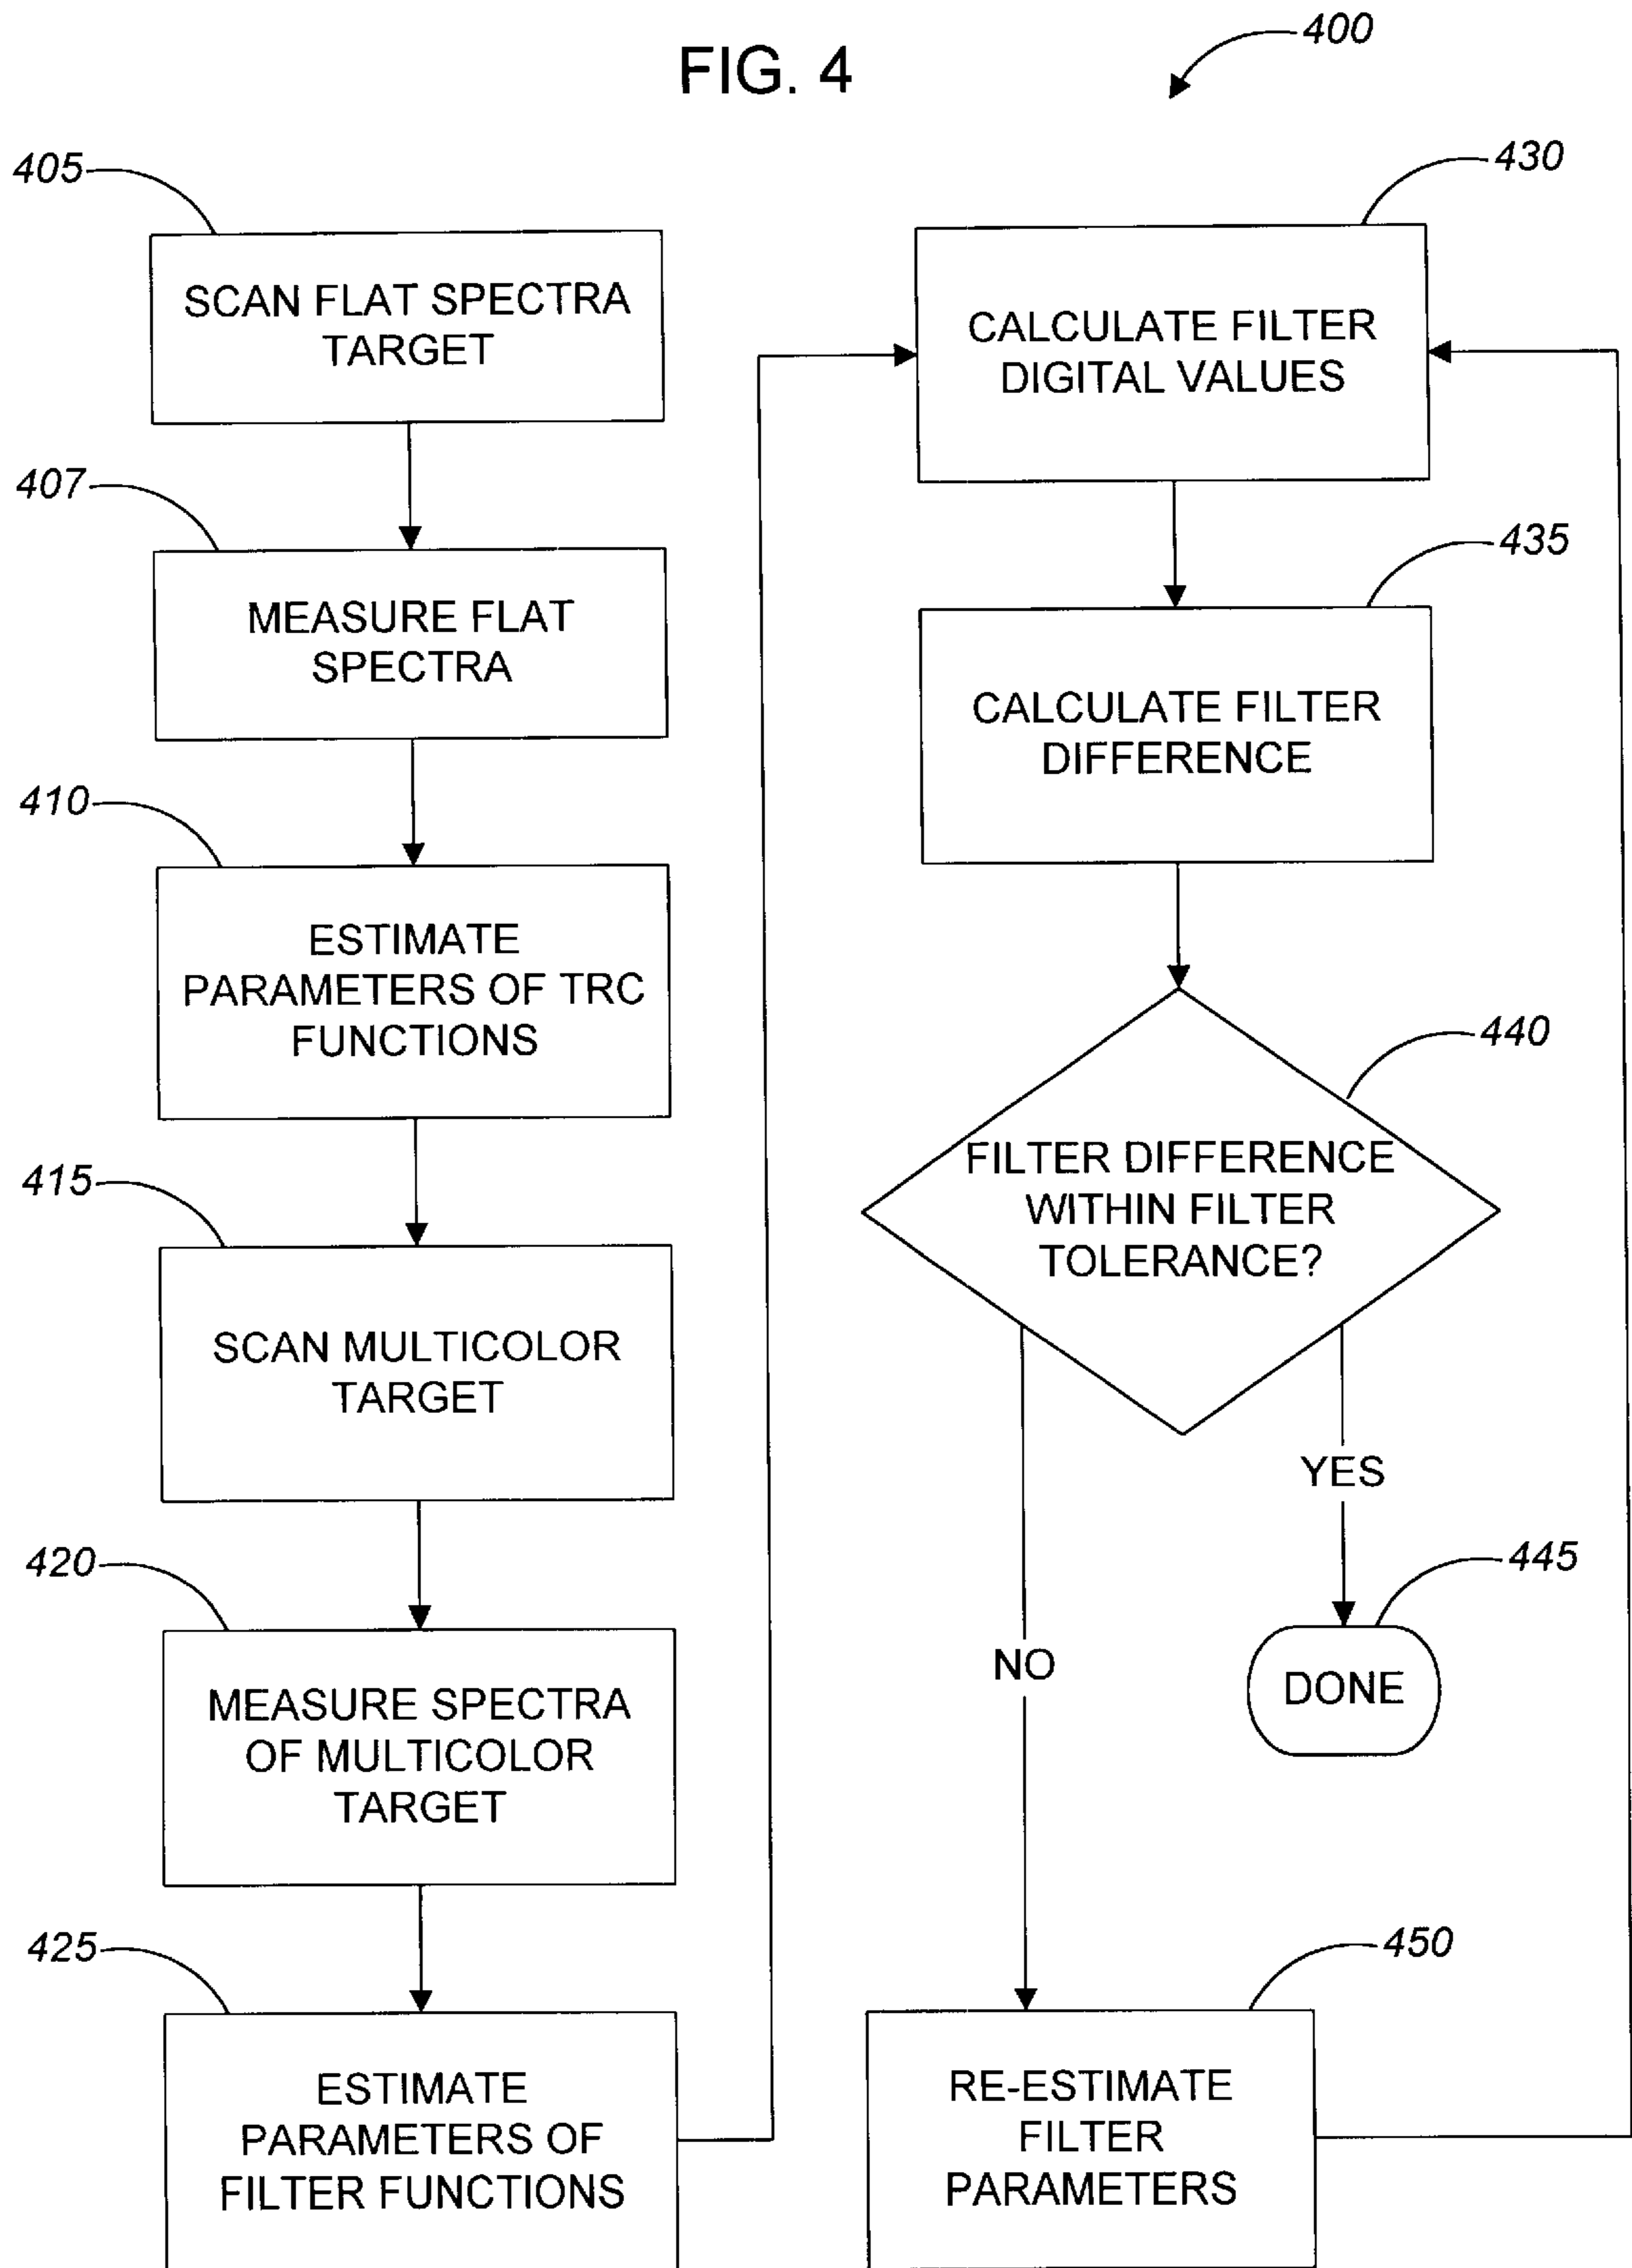 FIG. 4
400
405
SCAN FLAT SPECTRA
TARGET
407
MEASURE FLAT
SPECTRA
410
ESTIMATE
PARAMETERS OF TRC
FUNCTIONS
415
SCAN MULTICOLOR
TARGET
420
MEASURE SPECTRA
OF MULTICOLOR
TARGET
425
ESTIMATE
PARAMETERS OF
FILTER FUNCTIONS
430
CALCULATE FILTER
DIGITAL VALUES
435
CALCULATE FILTER
DIFFERENCE
440
FILTER DIFFERENCE
WITHIN FILTER
TOLERANCE?
YES
445
DONE
NO
450
RE-ESTIMATE
FILTER
PARAMETERS